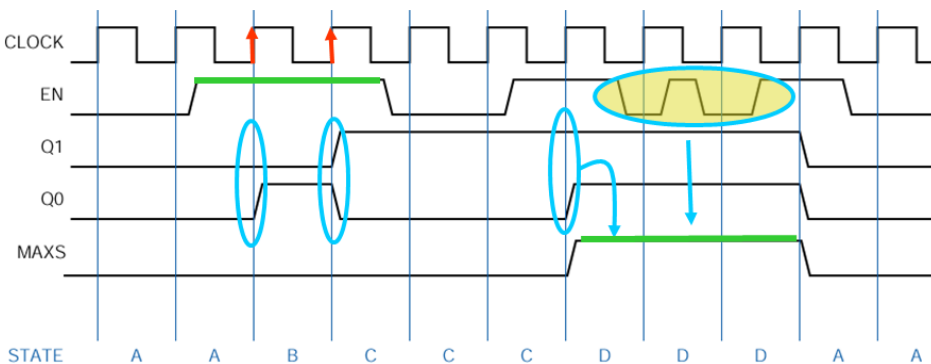 CLOCK
EN
Q1
Q0
MAXS
STATE A A B C C C D D D A A